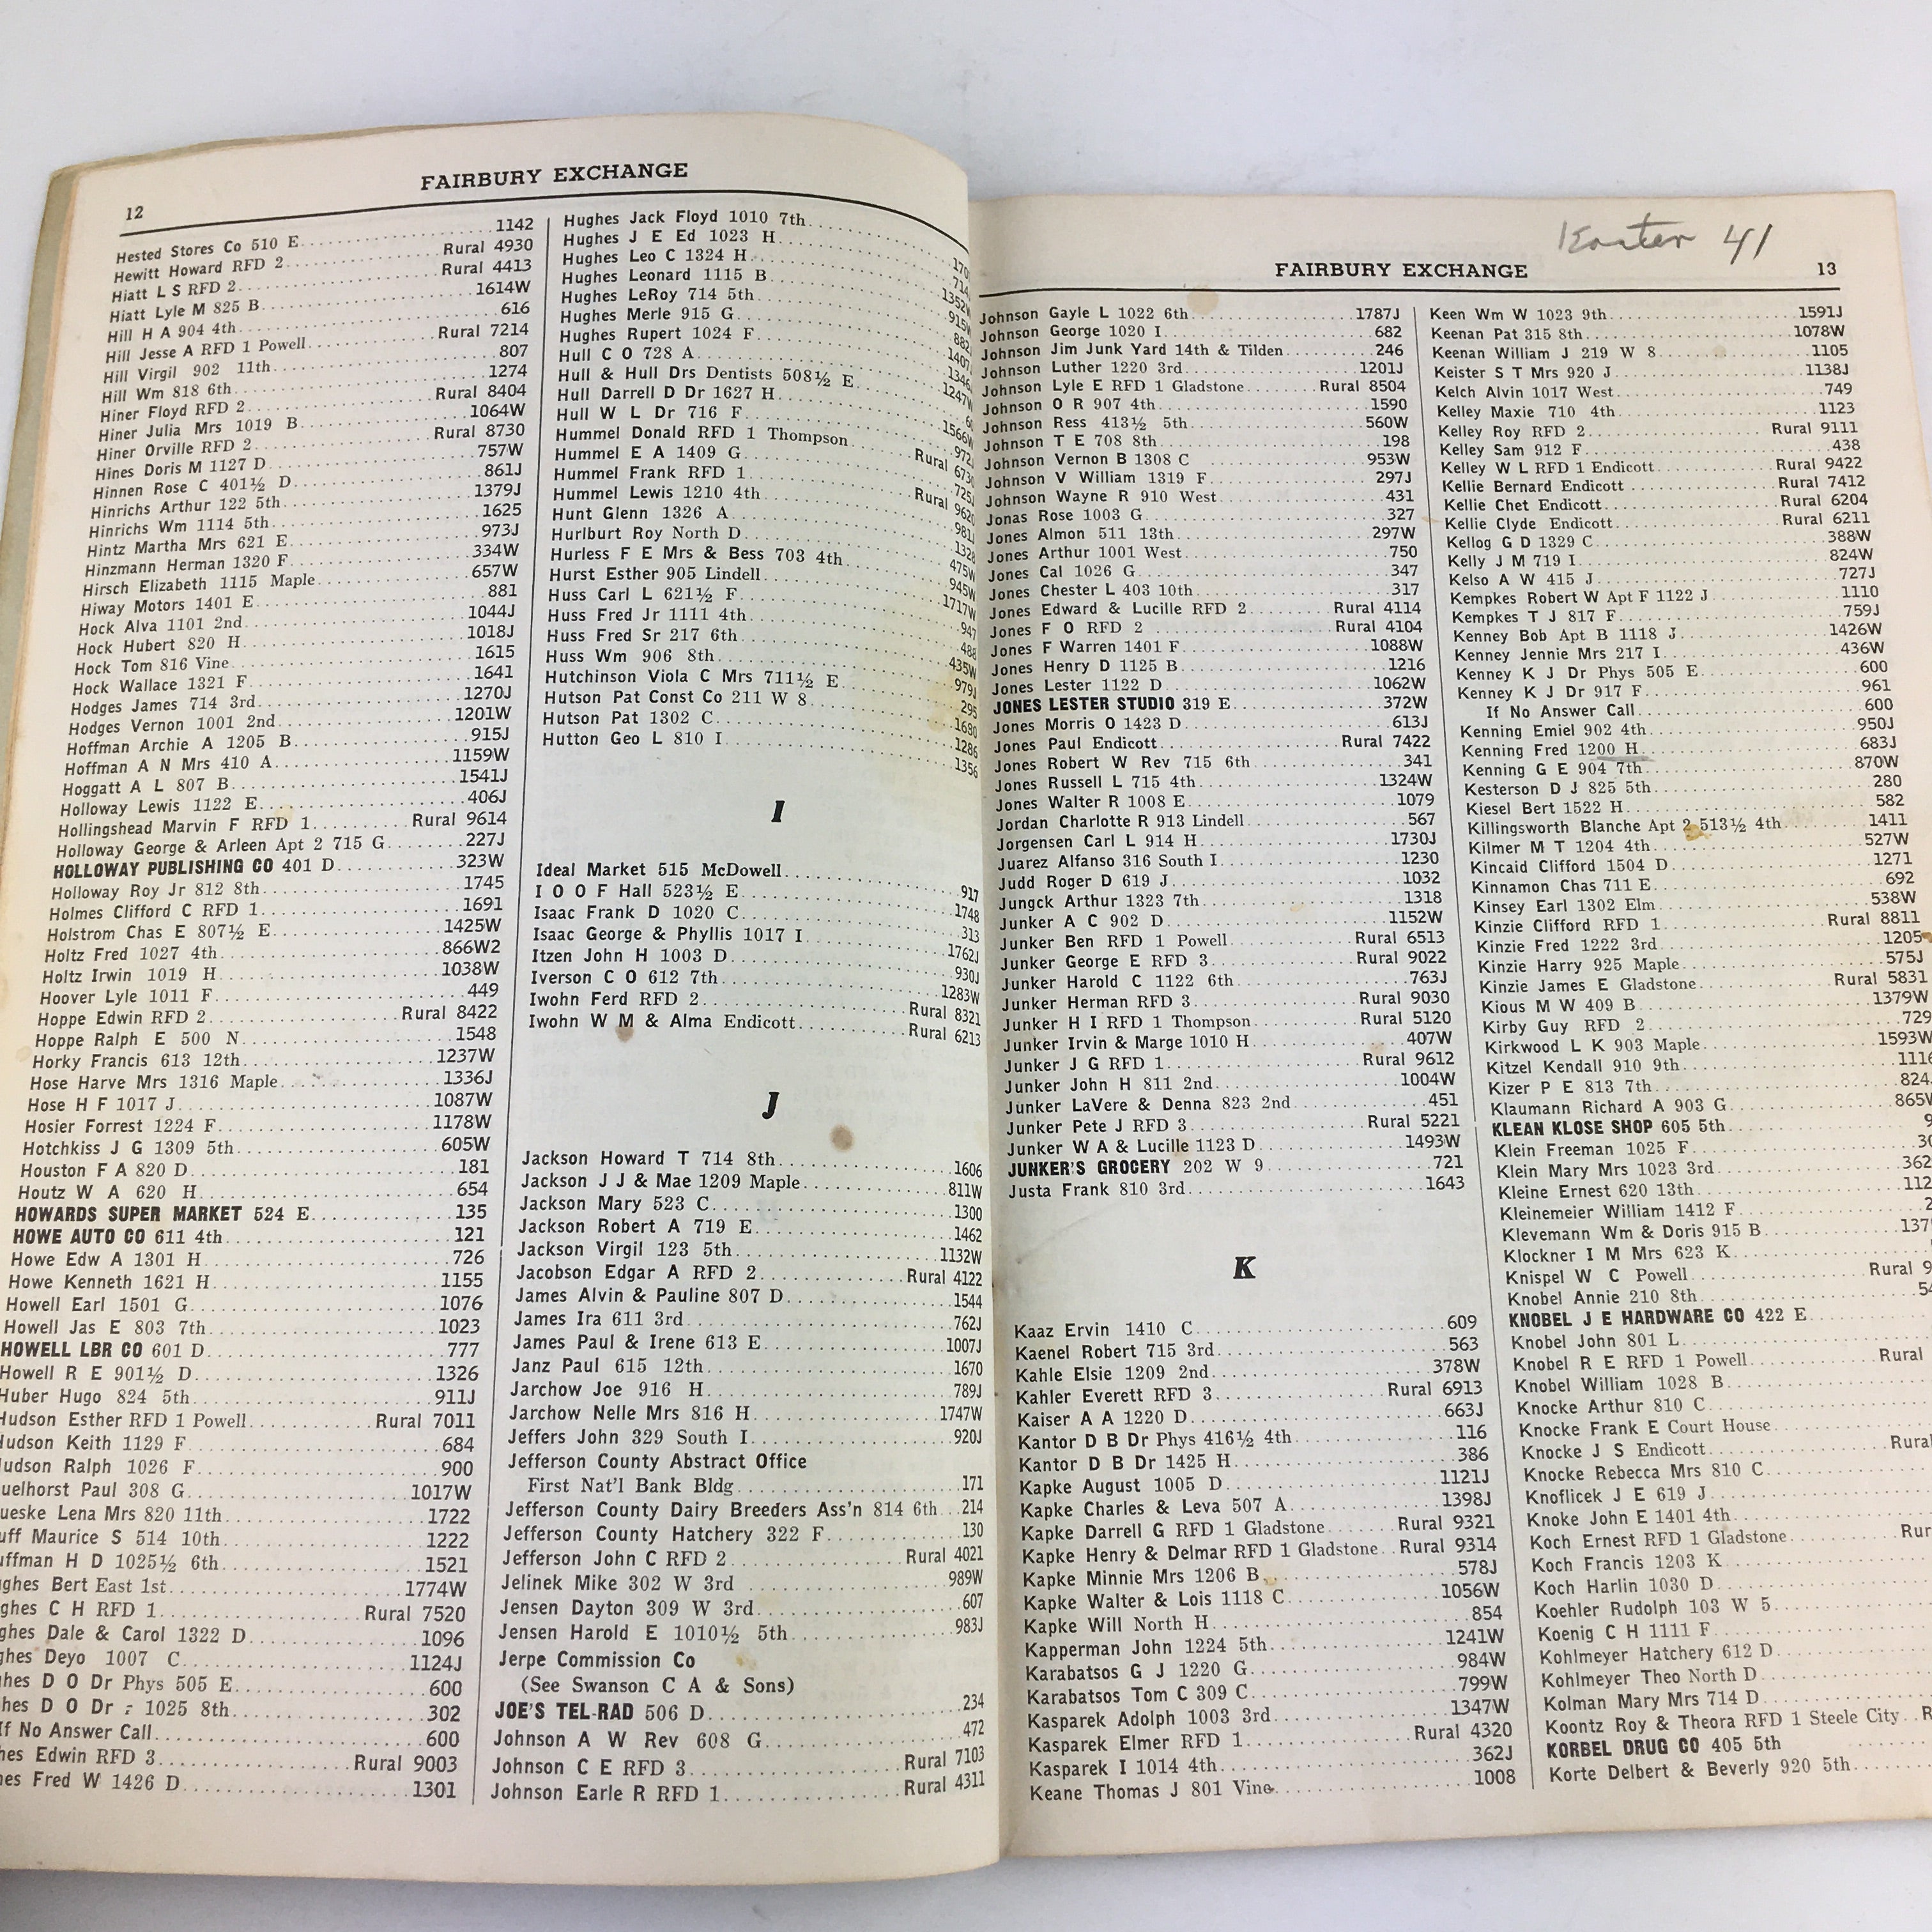 12
FAIRBURY EXCHANGE
Hested Stores Co 510 E 1142
Hewitt Howard RFD 2 Rural 4930
Hiatt L S RFD 2 Rural 4413
Hiatt Lyle M 825 B 1614W
Hill H A 904 4th 616
Hill Jesse A RFD 1 Powell Rural 7214
Hill Virgil 902 11th 807
Hill Wm 818 6th 1274
Hiner Floyd RFD 2 Rural 8404
Hiner Julia Mrs 1019 B 1064W
Hiner Orville RFD 2 Rural 8730
Hines Doris M 1127 D 757W
Hinnen Rose C 401½ D 861J
Hinrichs Arthur 122 5th 1379J
Hinrichs Wm 1114 5th 1625
Hintz Martha Mrs 621 E 973J
Hinzmann Herman 1320 F 334W
Hirsch Elizabeth 1115 Maple 657W
Hiway Motors 1401 E 881
Hock Alva 1101 2nd 1044J
Hock Hubert 820 H 1018J
Hock Tom 816 Vine 1615
Hock Wallace 1321 F 1641
Hodges James 714 3rd 1270J
Hodges Vernon 1001 2nd 1201W
Hoffman Archie A 1205 B 915J
Hoffman A N Mrs 410 A 1159W
Hoggatt A L 807 B 1541J
Holloway Lewis 1122 E 406J
Hollingshead Marvin F RFD 1 Rural 9614
Holloway George & Arleen Apt 2 715 G 227J
HOLLOWAY PUBLISHING CO 401 D 323W
Holloway Roy Jr 812 8th 1745
Holmes Clifford C RFD 1 1691
Holstrom Chas E 807½ E 1425W
Holtz Fred 1027 4th 866W2
Holtz Irwin 1019 H 1038W
Hoover Lyle 1011 F 449
Hoppe Edwin RFD 2 Rural 8422
Hoppe Ralph E 500 N 1548
Horky Francis 613 12th 1237W
Hose Harve Mrs 1316 Maple 1336J
Hose H F 1017 J 1087W
Hosier Forrest 1224 F 1178W
Hotchkiss J G 1309 5th 605W
Houston F A 820 D 181
Houtz W A 620 H 654
HOWARDS SUPER MARKET 524 E 135
HOWE AUTO CO 611 4th 121
Howe Edw A 1301 H 726
Howe Kenneth 1621 H 1155
Howell Earl 1501 G 1076
Howell Jas E 803 7th 1023
HOWELL LBR CO 601 D 777
Howell R E 901½ D 1326
Huber Hugo 824 5th 911J
Hudson Esther RFD 1 Powell Rural 7011
Hudson Keith 1129 F 684
udson Ralph 1026 F 900
uelhorst Paul 308 G 1017W
ueske Lena Mrs 820 11th 1722
uff Maurice S 514 10th 1222
uffman H D 1025½ 6th 1521
ghes Bert East 1st 1774W
ghes C H RFD 1 Rural 7520
ghes Dale & Carol 1322 D 1096
ghes Deyo 1007 C 1124J
hes D O Dr Phys 505 E 600
hes D O Dr 1025 8th 302
If No Answer Call 600
hes Edwin RFD 3 Rural 9003
nes Fred W 1426 D 1301
Hughes Jack Floyd 1010 7th 170
Hughes J E Ed 1023 H 714
Hughes Leo C 1324 H 1352W
Hughes Leonard 1115 B 915W
Hughes LeRoy 714 5th 882
Hughes Merle 915 G 1407
Hughes Rupert 1024 F 1346
Hull C O 728 A 1247W
Hull & Hull Drs Dentists 508½ E
Hull Darrell D Dr 1627 H 1566W
Hull W L Dr 716 F 972
Hummel Donald RFD 1 Thompson Rural 673
Hummel E A 1409 G 725J
Hummel Frank RFD 1 Rural 9620
Hummel Lewis 1210 4th 981J
Hunt Glenn 1326 A 1328
Hurlburt Roy North D 475W
Hurless F E Mrs & Bess 703 4th 945W
Hurst Esther 905 Lindell 1717W
Huss Carl L 621½ F 947
Huss Fred Jr 1111 4th 488
Huss Fred Sr 217 6th 435W
Huss Wm 906 8th 979J
Hutchinson Viola C Mrs 711½ E 295
Hutson Pat Const Co 211 W 8 1680
Hutson Pat 1302 C 1286
Hutton Geo L 810 I 1356
I
Ideal Market 515 McDowell 917
I O O F Hall 523½ E 1748
Isaac Frank D 1020 C 313
Isaac George & Phyllis 1017 I 1762J
Itzen John H 1003 D 930J
Iverson C O 612 7th 1283W
Iwohn Ferd RFD 2 Rural 8321
Iwohn W M & Alma Endicott Rural 6213
J
Jackson Howard T 714 8th 1606
Jackson J J & Mae 1209 Maple 811W
Jackson Mary 523 C 1300
Jackson Robert A 719 E 1462
Jackson Virgil 123 5th 1132W
Jacobson Edgar A RFD 2 Rural 4122
James Alvin & Pauline 807 D 1544
James Ira 611 3rd 762J
James Paul & Irene 613 E 1007J
Janz Paul 615 12th 1670
Jarchow Joe 916 H 789J
Jarchow Nelle Mrs 816 H 1747W
Jeffers John 329 South I 920J
Jefferson County Abstract Office
First Nat'l Bank Bldg 171
Jefferson County Dairy Breeders Ass'n 814 6th 214
Jefferson County Hatchery 322 F 130
Jefferson John C RFD 2 Rural 4021
Jelinek Mike 302 W 3rd 989W
Jensen Dayton 309 W 3rd 607
Jensen Harold E 1010½ 5th 983J
Jerpe Commission Co
(See Swanson C A & Sons)
JOE'S TEL-RAD 506 D 234
Johnson A W Rev 608 G 472
Johnson C E RFD 3 Rural 7103
Johnson Earle R RFD 1 Rural 4311
41
FAIRBURY EXCHANGE
13
Johnson Gayle L 1022 6th 1787J
Johnson George 1020 I 682
Johnson Jim Junk Yard 14th & Tilden 246
Johnson Luther 1220 3rd 1201J
Johnson Lyle E RFD 1 Gladstone Rural 8504
Johnson O R 907 4th 1590
Johnson Ress 413½ 5th 560W
Johnson T E 708 8th 198
Johnson Vernon B 1308 C 953W
Johnson V William 1319 F 297J
Johnson Wayne R 910 West 431
Jonas Rose 1003 G 327
Jones Almon 511 13th 297W
Jones Arthur 1001 West 750
Jones Cal 1026 G 347
Jones Chester L 403 10th 317
Jones Edward & Lucille RFD 2 Rural 4114
Jones F O RFD 2 Rural 4104
Jones F Warren 1401 F 1088W
Jones Henry D 1125 B 1216
Jones Lester 1122 D 1062W
JONES LESTER STUDIO 319 E 372W
Jones Morris O 1423 D 613J
Jones Paul Endicott Rural 7422
Jones Robert W Rev 715 6th 341
Jones Russell L 715 4th 1324W
Jones Walter R 1008 E 1079
Jordan Charlotte R 913 Lindell 567
Jorgensen Carl L 914 H 1730J
Juarez Alfanso 316 South I 1230
Judd Roger D 619 J 1032
Jungck Arthur 1323 7th 1318
Junker A C 902 D 1152W
Junker Ben RFD 1 Powell Rural 6513
Junker George E RFD 3 Rural 9022
Junker Harold C 1122 6th 763J
Junker Herman RFD 3 Rural 9030
Junker H I RFD 1 Thompson Rural 5120
Junker Irvin & Marge 1010 H 407W
Junker J G RFD 1 Rural 9612
Junker John H 811 2nd 1004W
Junker LaVere & Denna 823 2nd 451
Junker Pete J RFD 3 Rural 5221
Junker W A & Lucille 1123 D 1493W
JUNKER'S GROCERY 202 W 9 721
Justa Frank 810 3rd 1643
K
Kaaz Ervin 1410 C 609
Kaenel Robert 715 3rd 563
Kahle Elsie 1209 2nd 378W
Kahler Everett RFD 3 Rural 6913
Kaiser A A 1220 D 663J
Kantor D B Dr Phys 416½ 4th 116
Kantor D B Dr 1425 H 386
Kapke August 1005 D 1121J
Kapke Charles & Leva 507 A 1398J
Kapke Darrell G RFD 1 Gladstone Rural 9321
Kapke Henry & Delmar RFD 1 Gladstone Rural 9314
Kapke Minnie Mrs 1206 B 578J
Kapke Walter & Lois 1118 C 1056W
Kapke Will North H 854
Kapperman John 1224 5th 1241W
Karabatsos G J 1220 G 984W
Karabatsos Tom C 309 C 799W
Kasparek Adolph 1003 3rd 1347W
Kasparek Elmer RFD 1 Rural 4320
Kasparek I 1014 4th 362J
Keane Thomas J 801 Vine 1008
Keen Wm W 1023 9th 1591J
Keenan Pat 315 8th 1078W
Keenan William J 219 W 8 1105
Keister S T Mrs 920 J 1138J
Kelch Alvin 1017 West 749
Kelley Maxie 710 4th 1123
Kelley Roy RFD 2 Rural 9111
Kelley Sam 912 F 438
Kelley W L RFD 1 Endicott Rural 9422
Kellie Bernard Endicott Rural 7412
Kellie Chet Endicott Rural 6204
Kellie Clyde Endicott Rural 6211
Kellog G D 1329 C 388W
Kelly J M 719 I 824W
Kelso A W 415 J 727J
Kempkes Robert W Apt F 1122 J 1110
Kempkes T J 817 F 759J
Kenney Bob Apt B 1118 J 1426W
Kenney Jennie Mrs 217 I 436W
Kenney K J Dr Phys 505 E 600
Kenney K J Dr 917 F 961
If No Answer Call 600
Kenning Emiel 902 4th 950J
Kenning Fred 1200 H 683J
Kenning G E 904 7th 870W
Kesterson D J 825 5th 280
Kiesel Bert 1522 H 582
Killingsworth Blanche Apt 2 513½ 4th 1411
Kilmer M T 1204 4th 527W
Kincaid Clifford 1504 D 1271
Kinnamon Chas 711 E 692
Kinsey Earl 1302 Elm 538W
Kinzie Clifford RFD 1 Rural 8811
Kinzie Fred 1222 3rd 1205
Kinzie Harry 925 Maple 575J
Kinzie James E Gladstone Rural 5831
Kious M W 409 B 1379W
Kirby Guy RFD 2 729
Kirkwood L K 903 Maple 1593W
Kitzel Kendall 910 9th 1116
Kizer P E 813 7th 824
Klaumann Richard A 903 G 865W
KLEAN KLOSE SHOP 605 5th 9
Klein Freeman 1025 F 30
Klein Mary Mrs 1023 3rd 362
Kleine Ernest 620 13th 112
Kleinemeier William 1412 F 2
Klevemann Wm & Doris 915 B 137
Klockner I M Mrs 623 K
Knispel W C Powell Rural 9
Knobel Annie 210 8th 54
KNOBEL J E HARDWARE CO 422 E
Knobel John 801 L
Knobel R E RFD 1 Powell Rural
Knobel William 1028 B
Knocke Arthur 810 C
Knocke Frank E Court House
Knocke J S Endicott Rural
Knocke Rebecca Mrs 810 C
Knoflicek J E 619 J
Knoke John E 1401 4th
Koch Ernest RFD 1 Gladstone Rur
Koch Francis 1203 K
Koch Harlin 1030 D
Koehler Rudolph 103 W 5
Koenig C H 1111 F
Kohlmeyer Hatchery 612 D
Kohlmeyer Theo North D
Kolman Mary Mrs 714 D
Koontz Roy & Theora RFD 1 Steele City R
KORBEL DRUG CO 405 5th
Korte Delbert & Beverly 920 5th